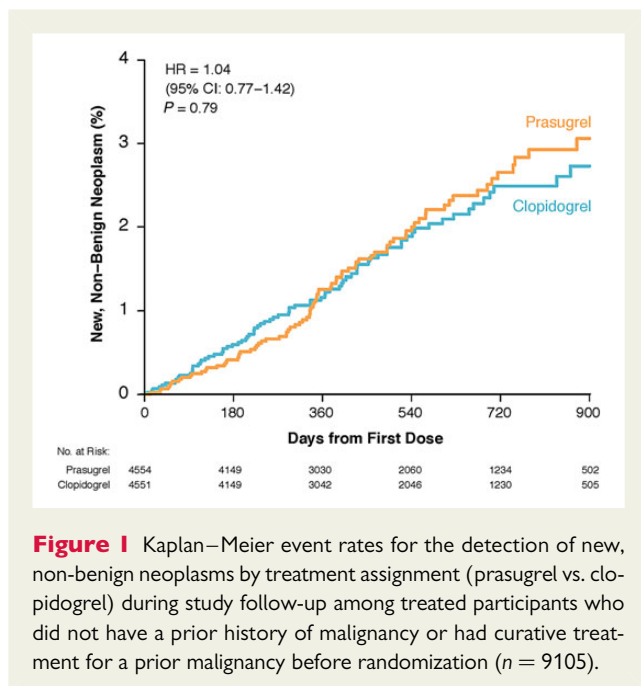 4
HR = 1.04
(95% CI: 0.77–1.42)
P = 0.79
3
Prasugrel
Clopidogrel
2
1
0
New, Non–Benign Neoplasm (%)
0 180 360 540 720 900
Days from First Dose
No. at Risk:
Prasugrel 4554 4149 3030 2060 1234 502
Clopidogrel 4551 4149 3042 2046 1230 505
Figure 1 Kaplan–Meier event rates for the detection of new,
non-benign neoplasms by treatment assignment (prasugrel vs. clo-
pidogrel) during study follow-up among treated participants who
did not have a prior history of malignancy or had curative treat-
ment for a prior malignancy before randomization (n = 9105).